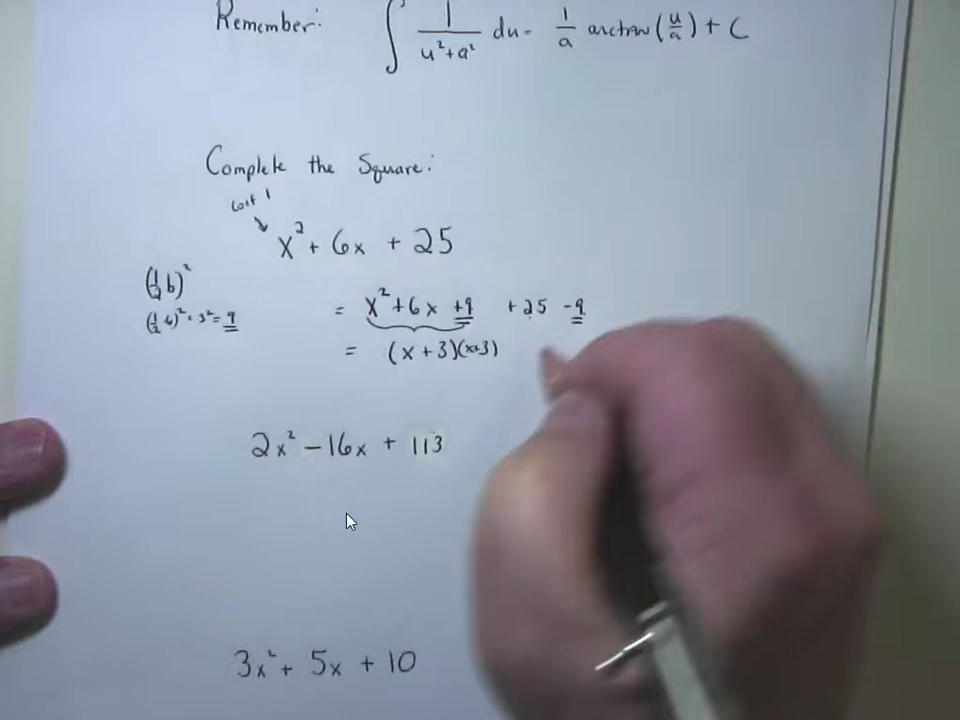 Remember: ∫ 1/(u²+a²) du = 1/a arctan(u/a) + C
Complete the Square:
coef 1
x² + 6x + 25
(½b)²
= x² + 6x +9 +25 -9
(½·6)² = 3² = 9
= (x+3)(x+3)
2x² - 16x + 113
3x² + 5x + 10